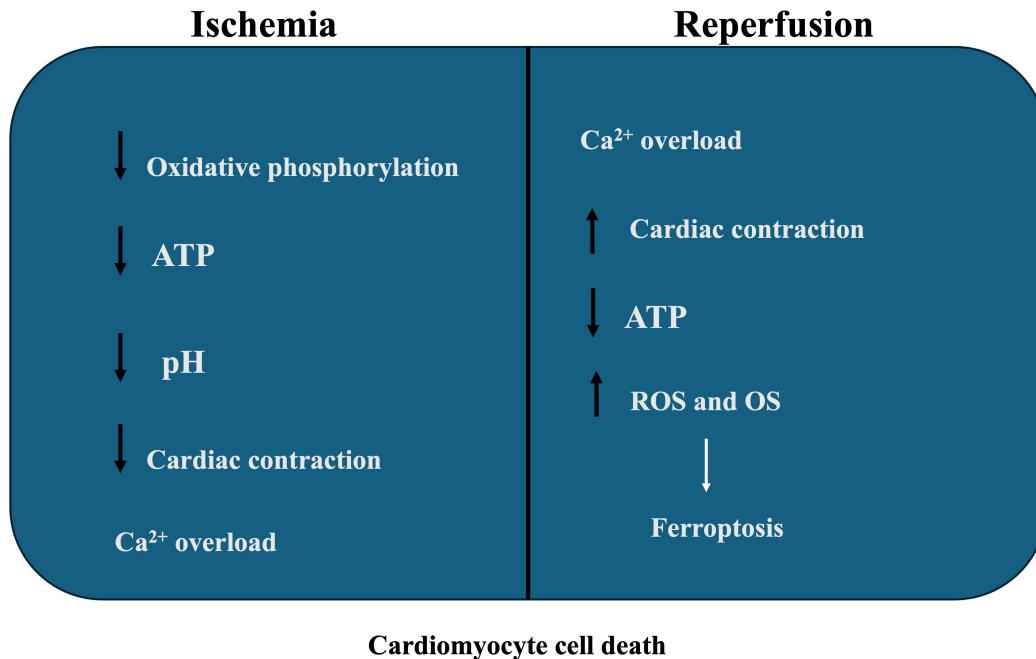 Ischemia
Reperfusion
Oxidative phosphorylation
ATP
pH
Cardiac contraction
Ca²⁺ overload
Ca²⁺ overload
Cardiac contraction
ATP
ROS and OS
Ferroptosis
Cardiomyocyte cell death